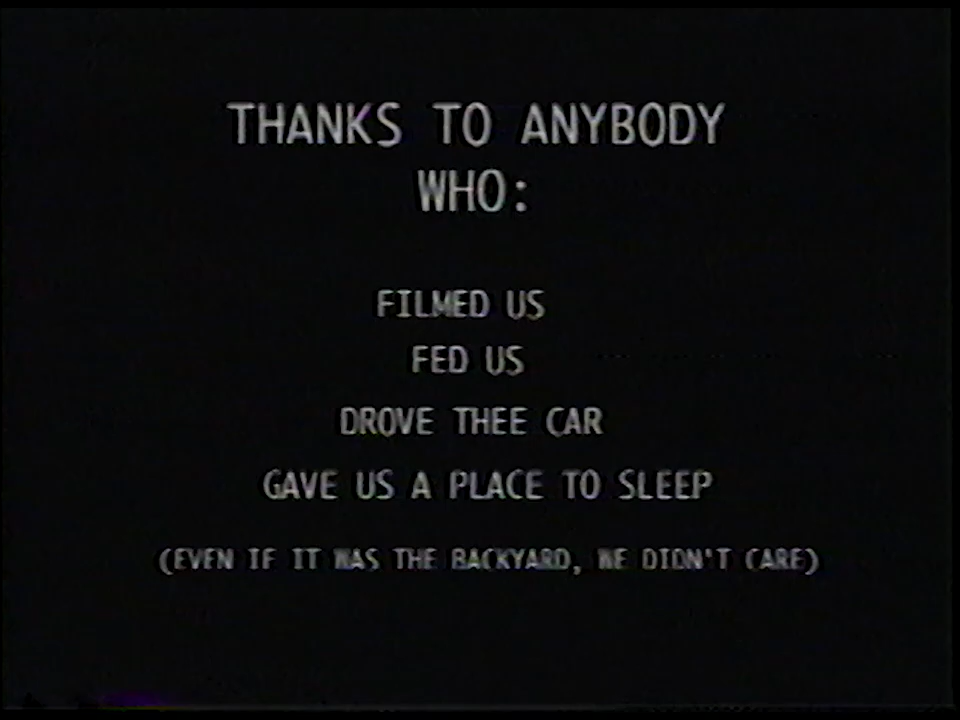 THANKS TO ANYBODY
WHO:
FILMED US
FED US
DROVE THEE CAR
GAVE US A PLACE TO SLEEP
(EVEN IF IT WAS THE BACKYARD, WE DIDN'T CARE)